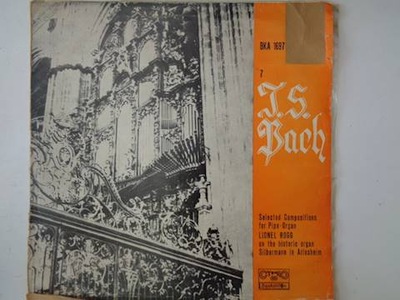 BKA 1697
7
J.S.
Bach
Selected Compositions
for Pipe-Organ
LIONEL ROGG
on the historic organ
Silbermann in Arlesheim